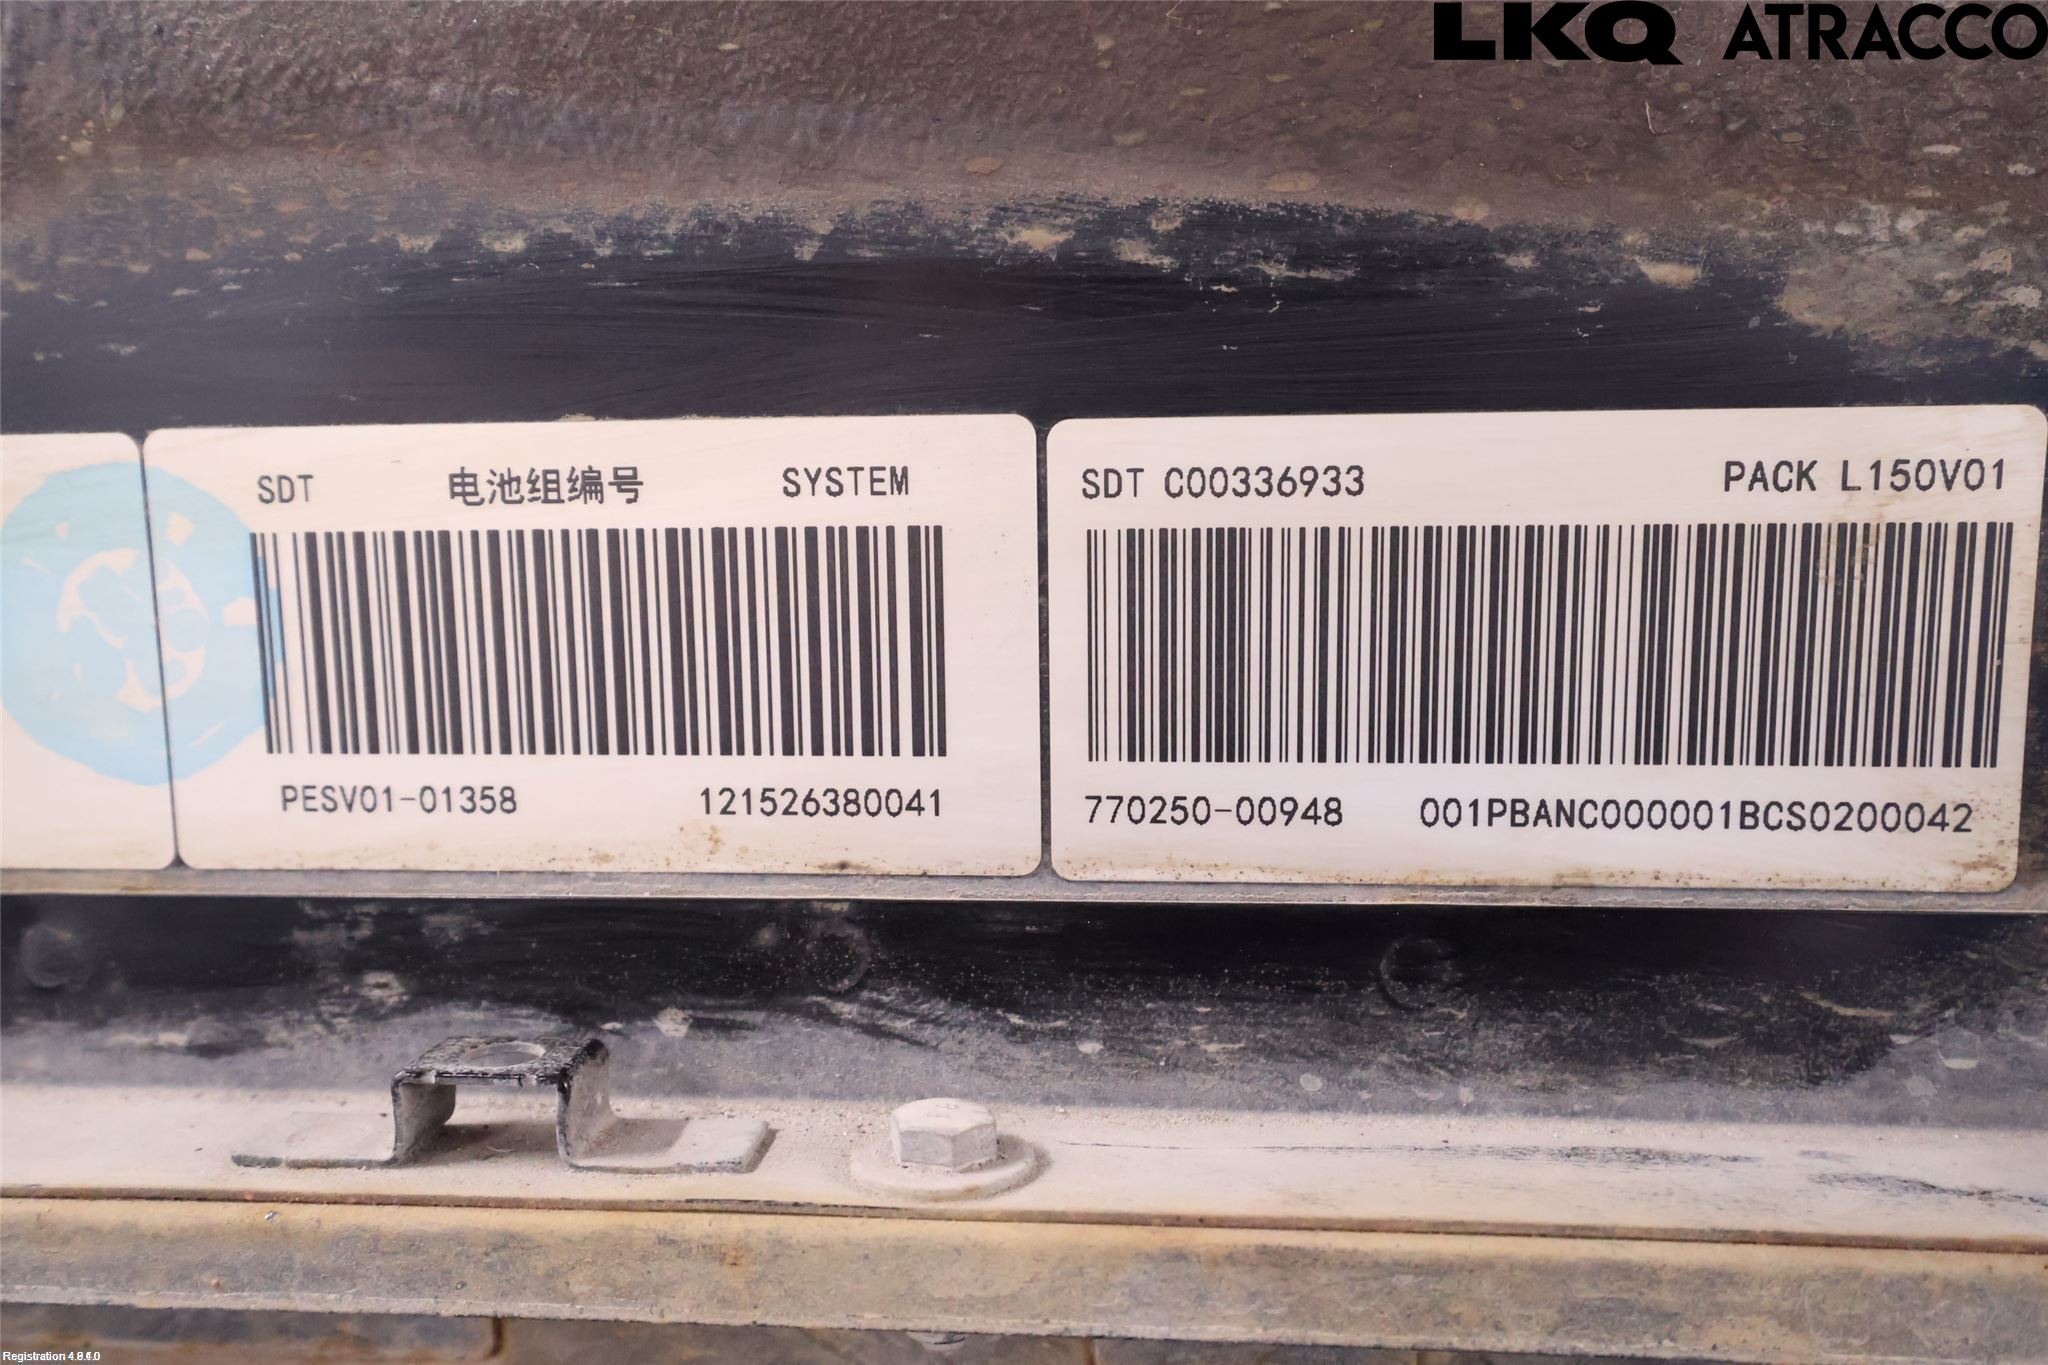 LKQ ATRACCO
SDT 电池组编号 SYSTEM
PESV01-01358 121526380041
SDT C00336933 PACK L150V01
770250-00948 001PBANC000001BCS0200042
Registration